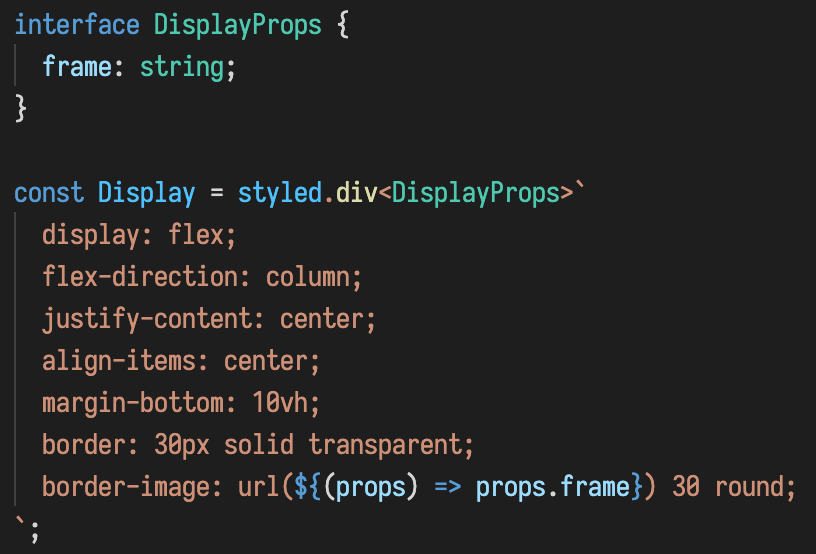 interface DisplayProps {
  frame: string;
}

const Display = styled.div<DisplayProps>`
  display: flex;
  flex-direction: column;
  justify-content: center;
  align-items: center;
  margin-bottom: 10vh;
  border: 30px solid transparent;
  border-image: url(${(props) => props.frame}) 30 round;
`;